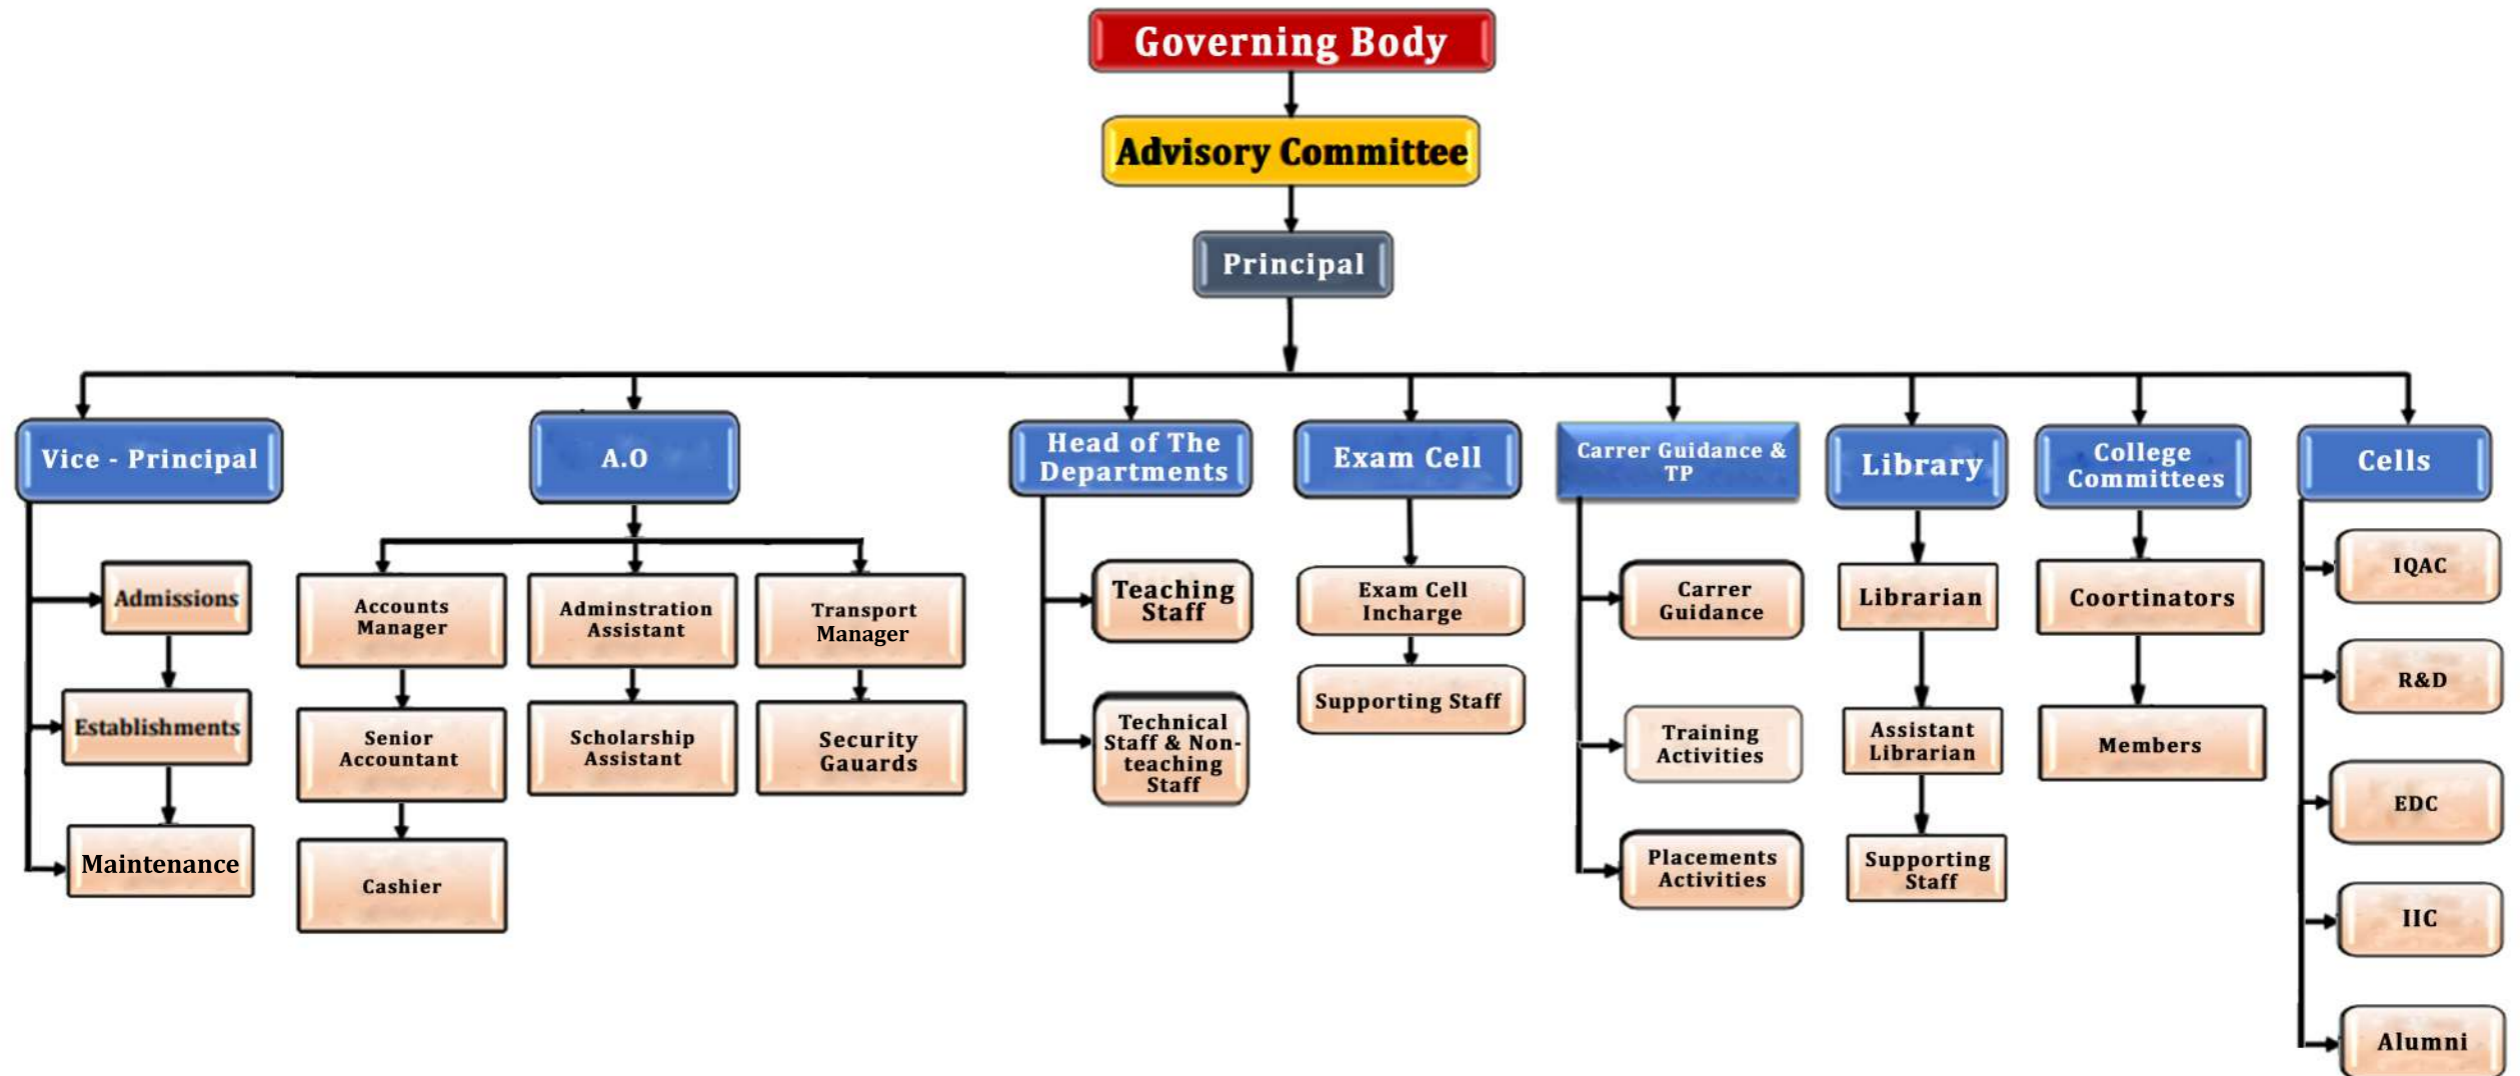 Governing Body
Advisory Committee
Principal
Vice - Principal
A.O
Head of The
Departments
Exam Cell
Carrer Guidance &
TP
Library
College
Committees
Cells
Admissions
Establishments
Maintenance
Accounts
Manager
Senior
Accountant
Cashier
Adminstration
Assistant
Scholarship
Assistant
Transport
Manager
Security
Gauards
Teaching
Staff
Technical
Staff & Non-
teaching
Staff
Exam Cell
Incharge
Supporting Staff
Carrer
Guidance
Training
Activities
Placements
Activities
Librarian
Assistant
Librarian
Supporting
Staff
Coortinators
Members
IQAC
R&D
EDC
IIC
Alumni